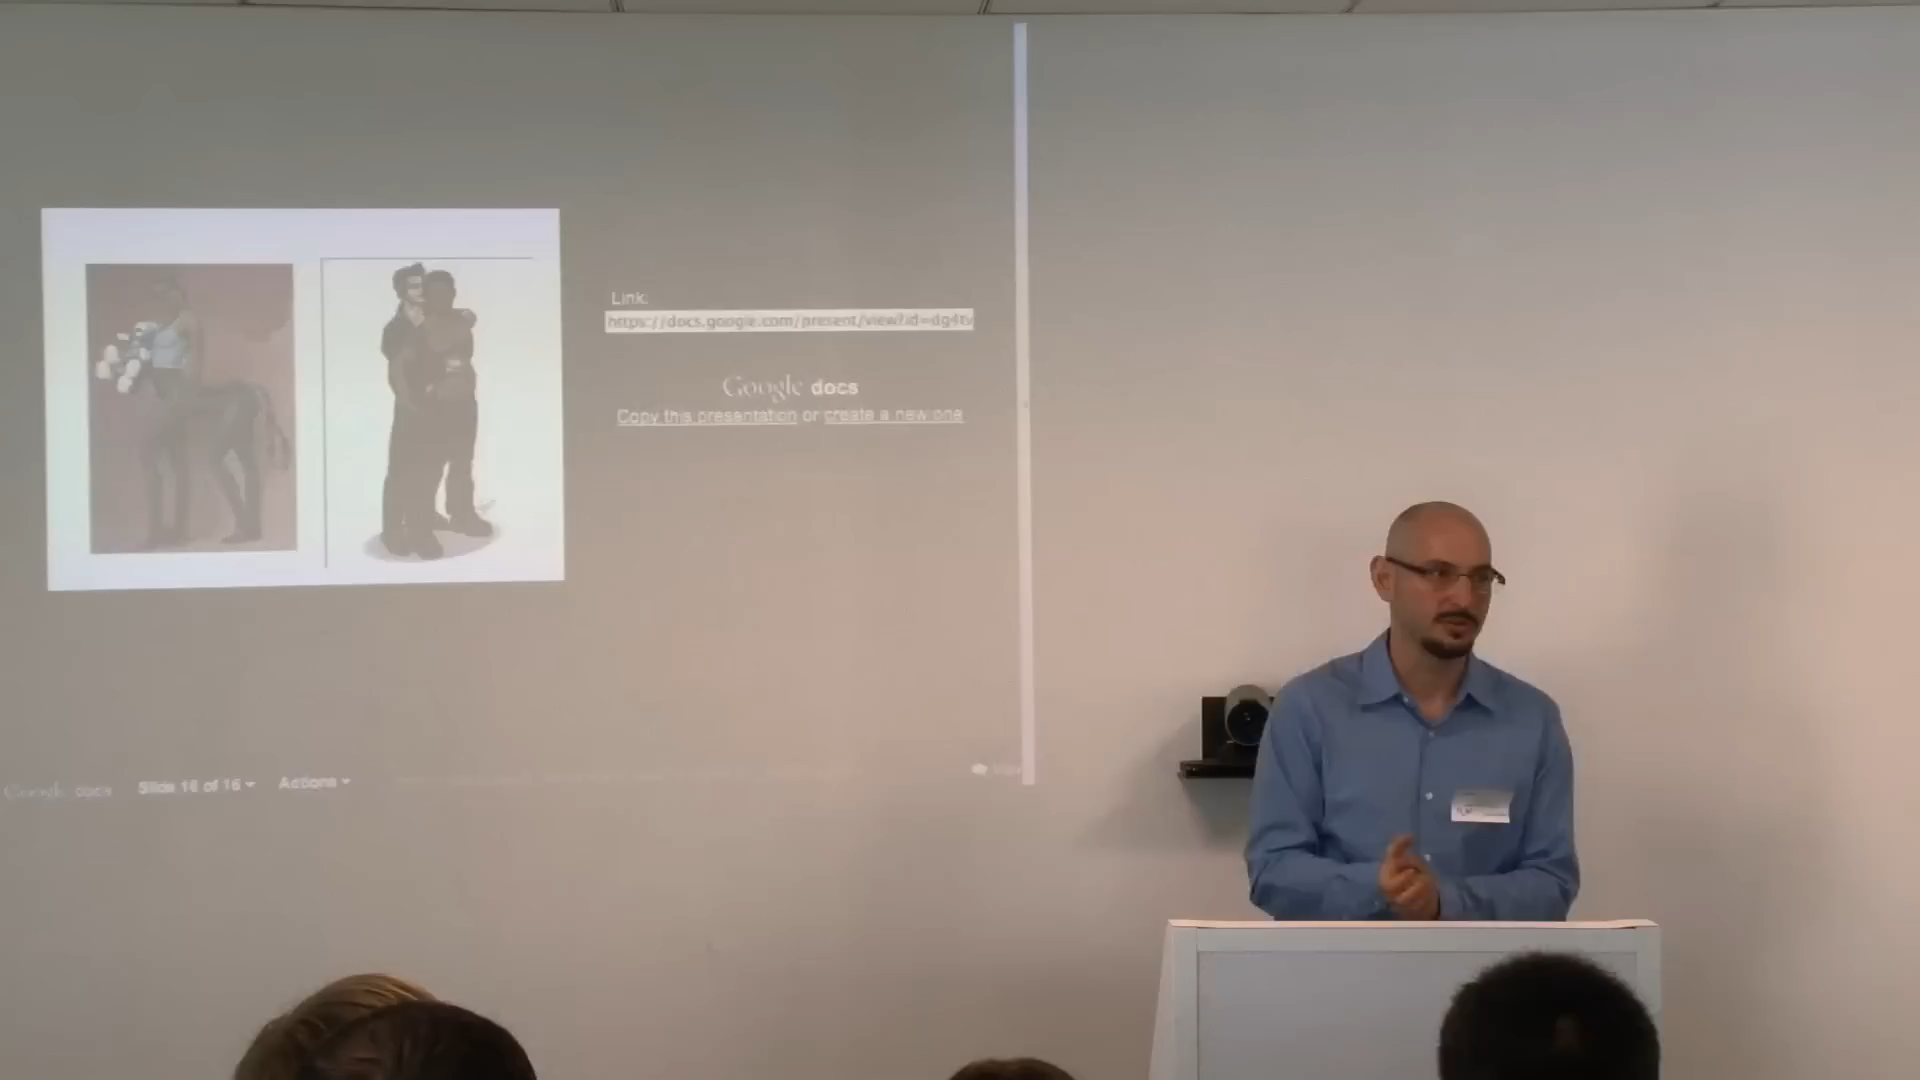 Link:
https://docs.google.com/present/view?id=dg4tv
Google docs
Copy this presentation or create a new one
Google docs Slide 16 of 16 Actions